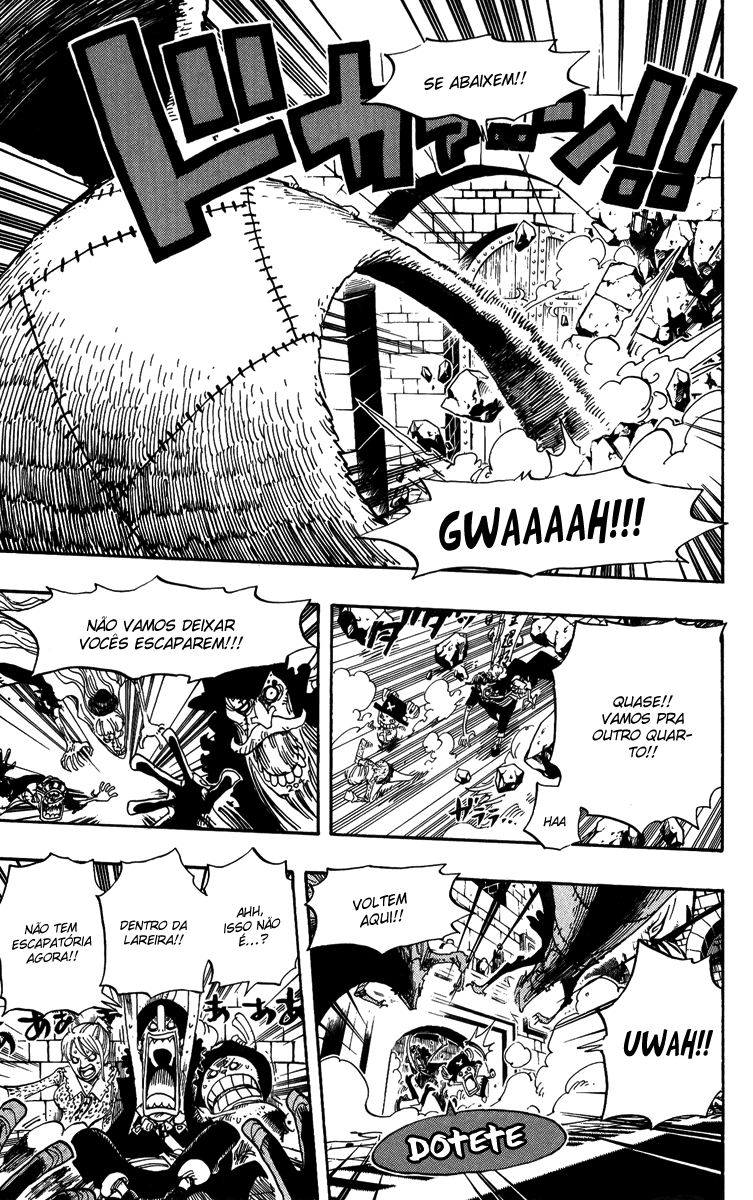 SE ABAIXEM!!
ドカァーン!!
GWAAAAH!!!
QUASE!!
VAMOS PRA
OUTRO QUAR-
TO!!
HAA
NÃO VAMOS DEIXAR
VOCÊS ESCAPAREM!!!
VOLTEM
AQUI!!
UWAH!!
DOTETE
AHH,
ISSO NÃO
É...?
DENTRO DA
LAREIRA!!
NÃO TEM
ESCAPATÓRIA
AGORA!!